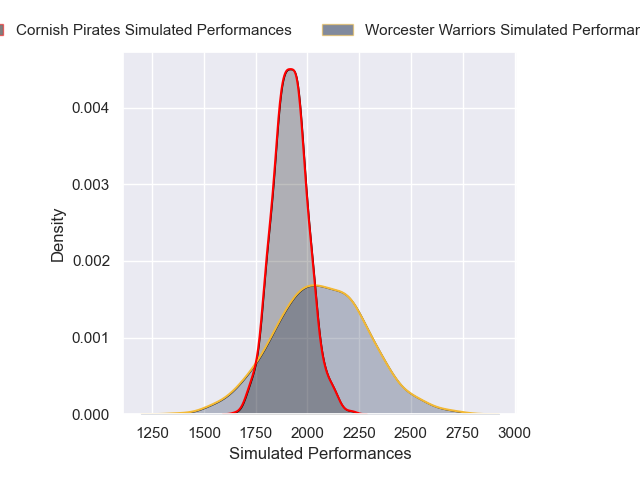 Cornish Pirates Simulated Performances Worcester Warriors Simulated Performar
0.004
0.003
0.002
0.001
0.000
Density
1250 1500 1750 2000 2250 2500 2750 3000
Simulated Performances